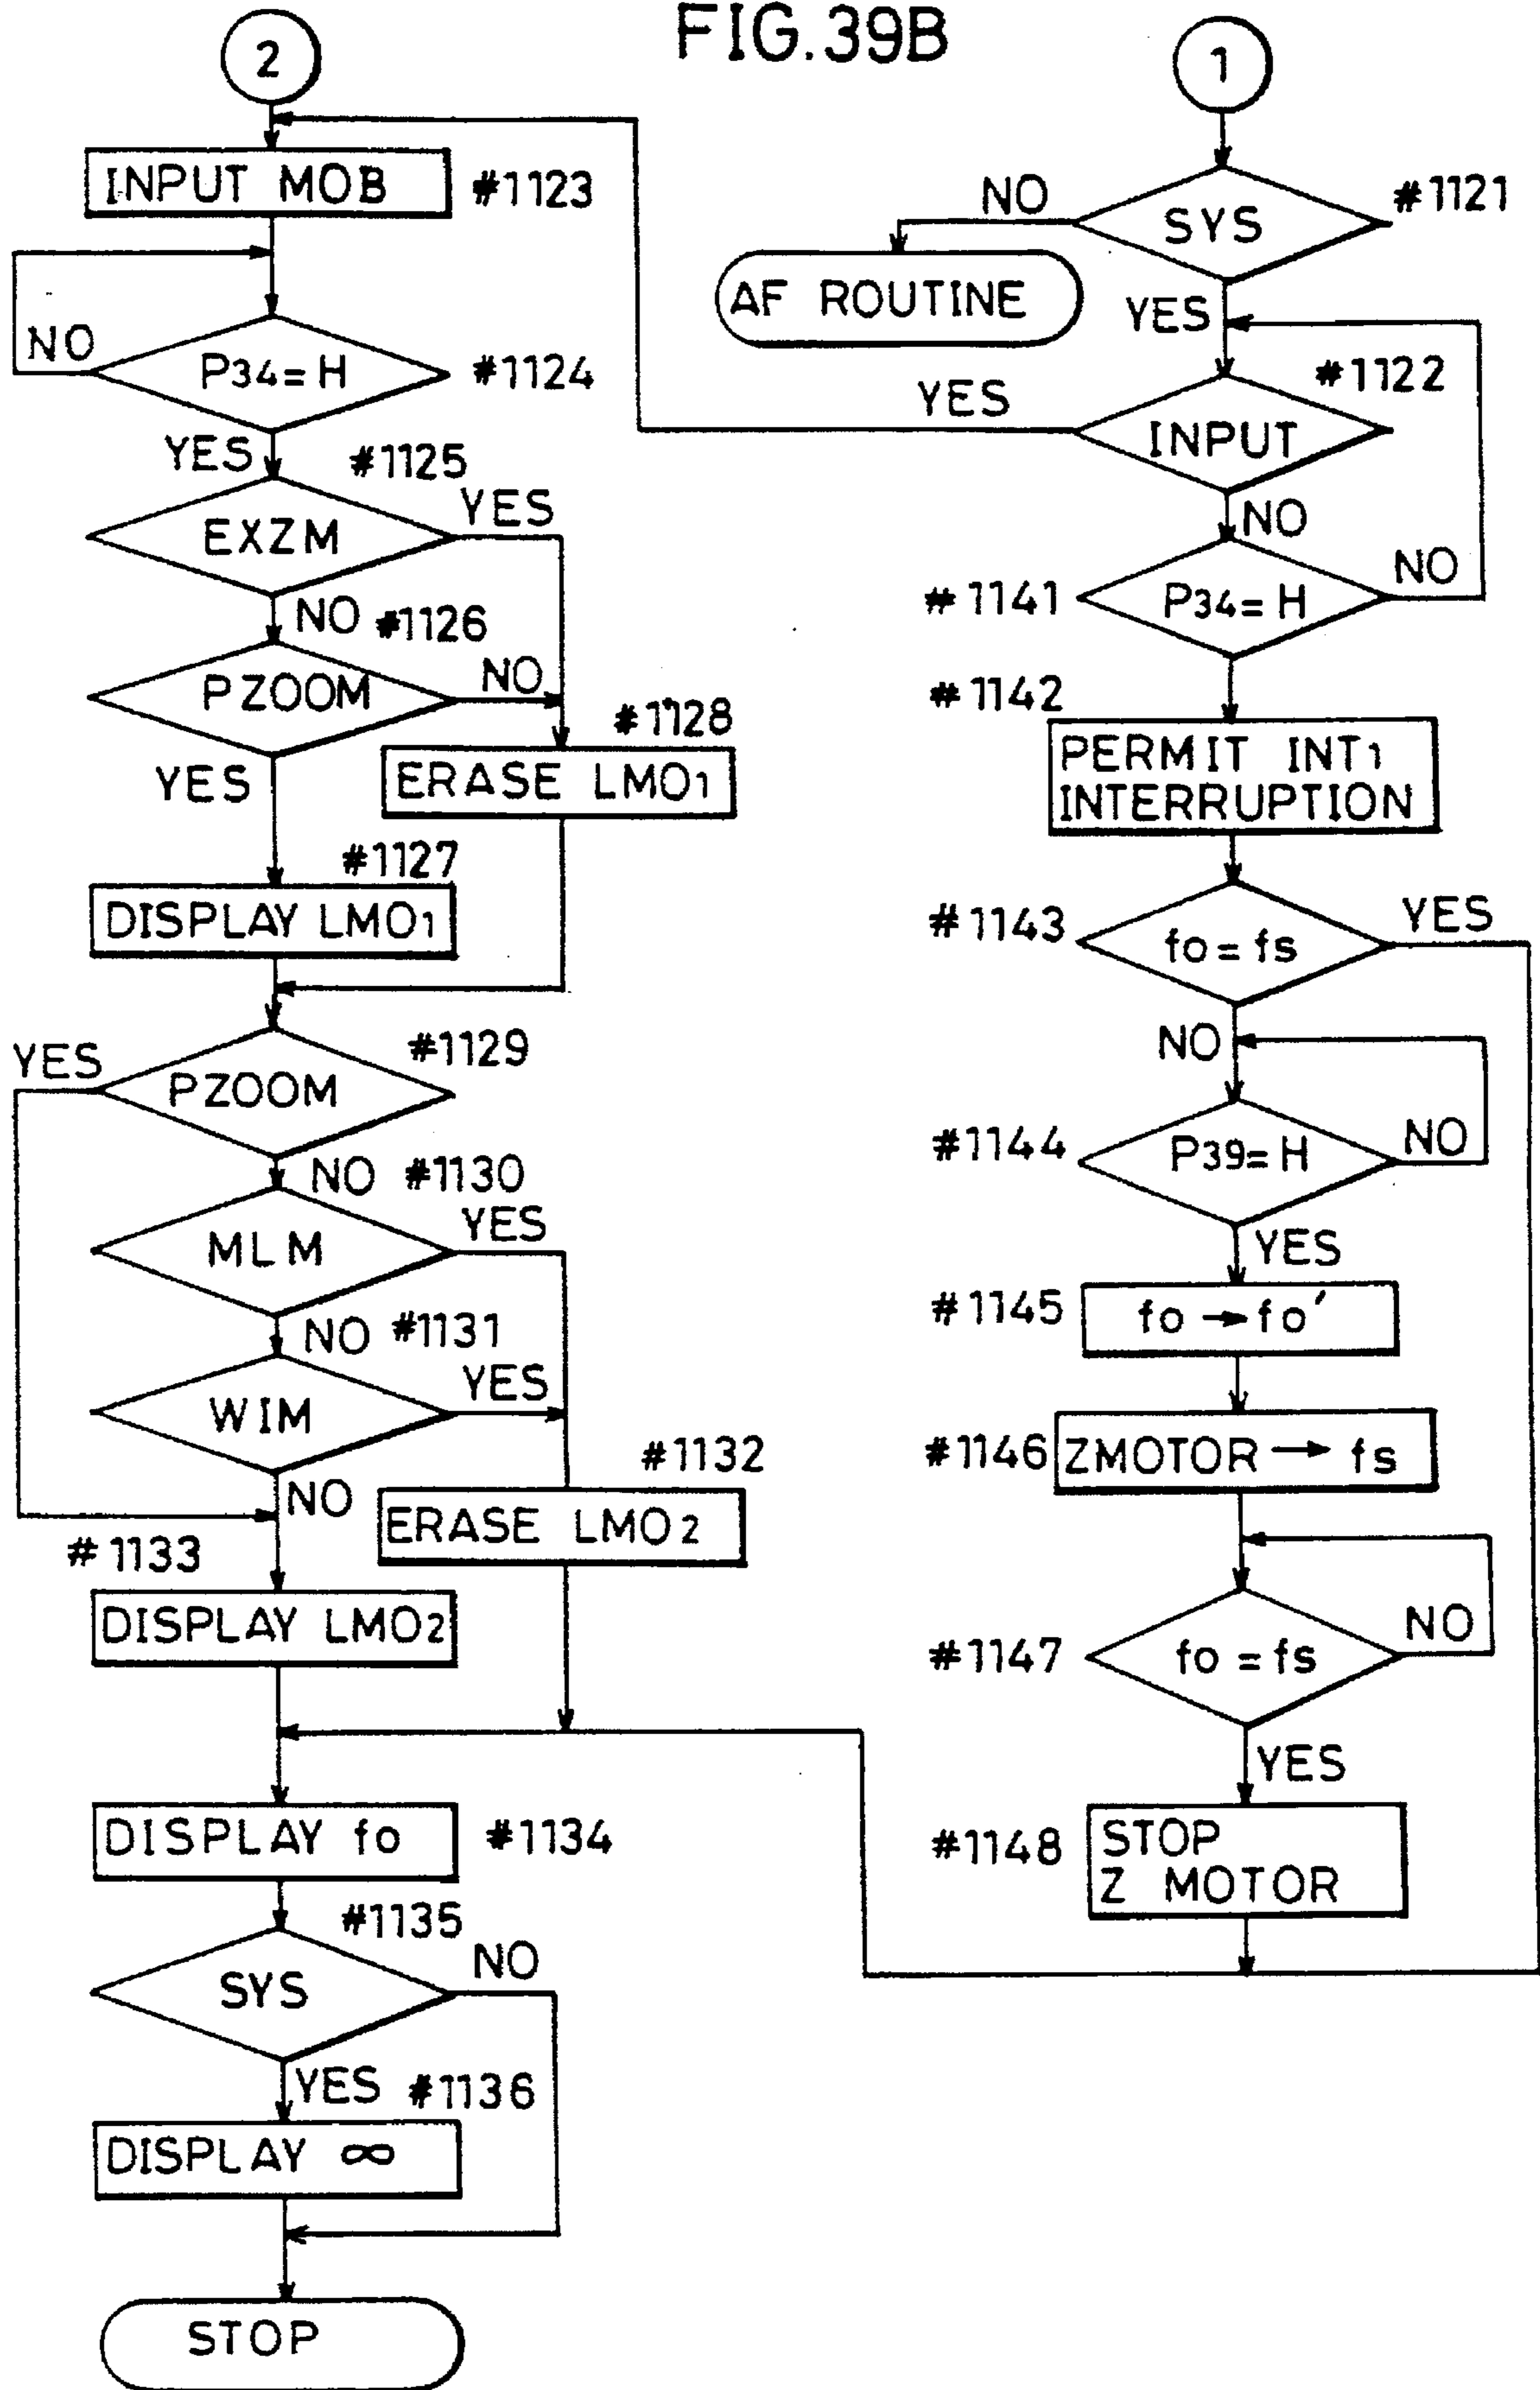 FIG.39B
2
INPUT MOB #1123
NO
P34=H #1124
YES
#1125
EXZM
YES
NO
#1126
PZOOM
NO
YES
#1128
ERASE LMO1
#1127
DISPLAY LMO1
YES
#1129
PZOOM
NO
#1130
MLM
YES
NO
#1131
WIM
YES
NO
#1132
ERASE LMO2
#1133
DISPLAY LMO2
DISPLAY fo #1134
#1135
SYS
NO
YES
#1136
DISPLAY ∞
STOP
1
NO
SYS
#1121
AF ROUTINE
YES
#1122
YES
INPUT
NO
#1141
P34=H
NO
#1142
PERMIT INT1
INTERRUPTION
#1143
fo=fs
YES
NO
#1144
P39=H
NO
YES
#1145
fo→fo′
#1146
ZMOTOR→fs
#1147
fo=fs
NO
YES
#1148
STOP
Z MOTOR